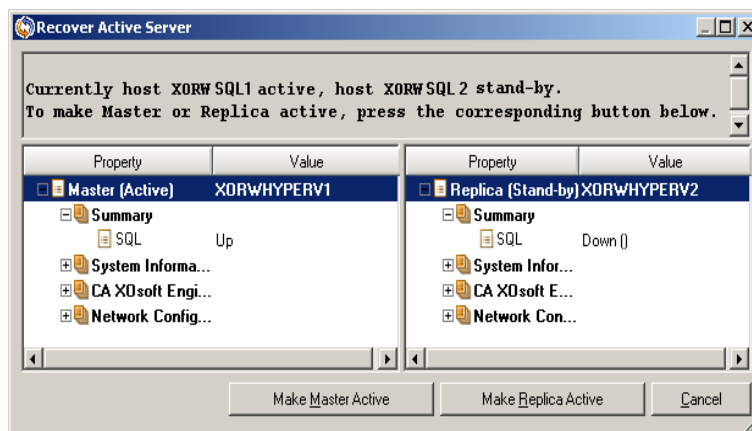 Recover Active Server
Currently host XORWSQL1 active, host XORWSQL2 stand-by.
To make Master or Replica active, press the corresponding button below.
Property Value
Master (Active) XORWHYPERV1
Summary
SQL Up
System Informa...
CA XOsoft Engi...
Network Config...
Property Value
Replica (Stand-by) XORWHYPERV2
Summary
SQL Down ()
System Infor...
CA XOsoft E...
Network Con...
Make Master Active Make Replica Active Cancel